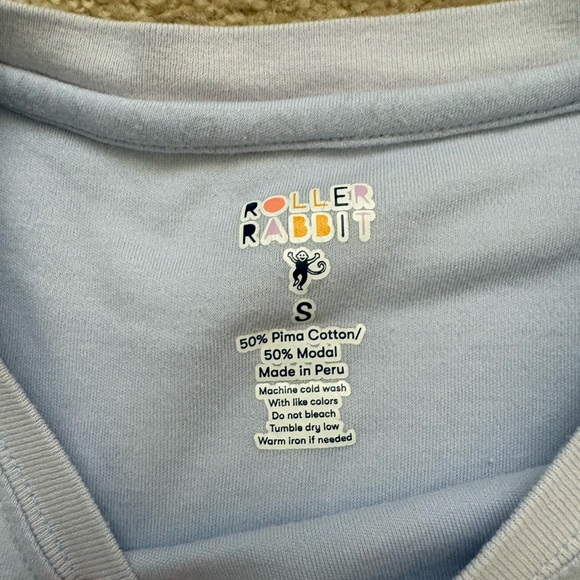 ROLLER
RABBIT
S
50% Pima Cotton/
50% Modal
Made in Peru
Machine cold wash
With like colors
Do not bleach
Tumble dry low
Warm iron if needed